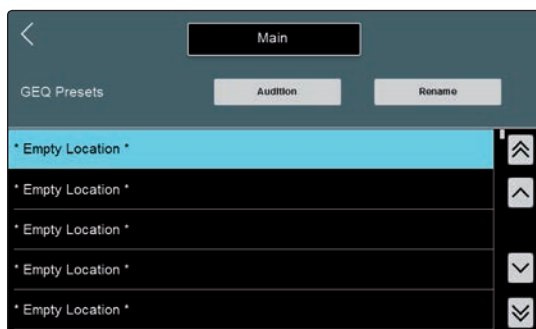 Main
GEQ Presets Audition Rename
* Empty Location *
* Empty Location *
* Empty Location *
* Empty Location *
* Empty Location *